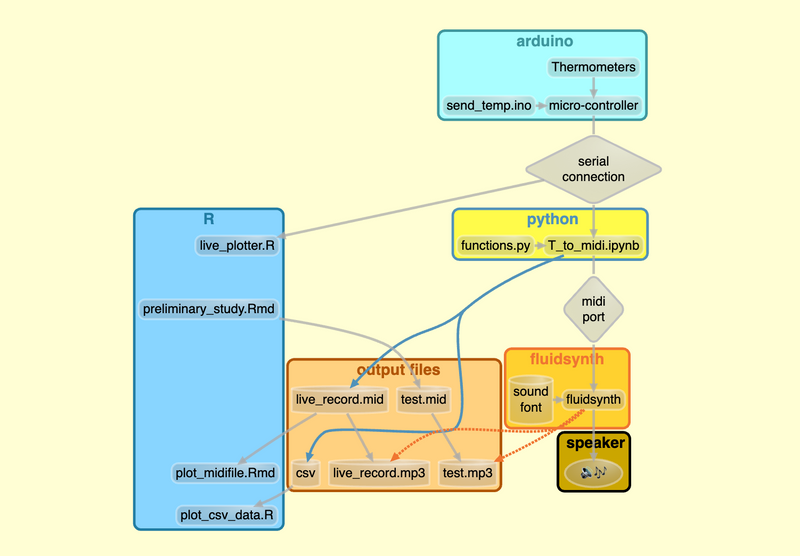 arduino
Thermometers
send_temp.ino
micro-controller
serial
connection
R
python
live_plotter.R
functions.py
T_to_midi.ipynb
preliminary_study.Rmd
midi
port
output files
fluidsynth
sound
font
fluidsynth
live_record.mid
test.mid
speaker
plot_midifile.Rmd
csv
live_record.mp3
test.mp3
plot_csv_data.R